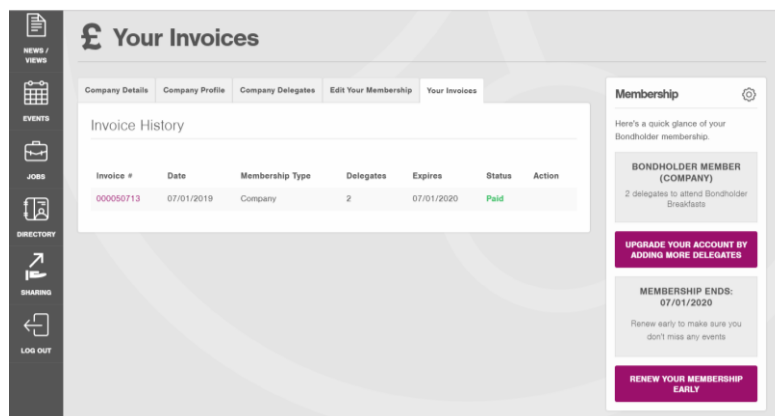 NEWS /
VIEWS
EVENTS
JOBS
DIRECTORY
SHARING
LOG OUT
£ Your Invoices
Company Details Company Profile Company Delegates Edit Your Membership Your Invoices
Invoice History
Invoice # Date Membership Type Delegates Expires Status Action
000050713 07/01/2019 Company 2 07/01/2020 Paid
Membership
Here's a quick glance of your
Bondholder membership.
BONDHOLDER MEMBER
(COMPANY)
2 delegates to attend Bondholder
Breakfasts
UPGRADE YOUR ACCOUNT BY
ADDING MORE DELEGATES
MEMBERSHIP ENDS:
07/01/2020
Renew early to make sure you
don't miss any events
RENEW YOUR MEMBERSHIP
EARLY